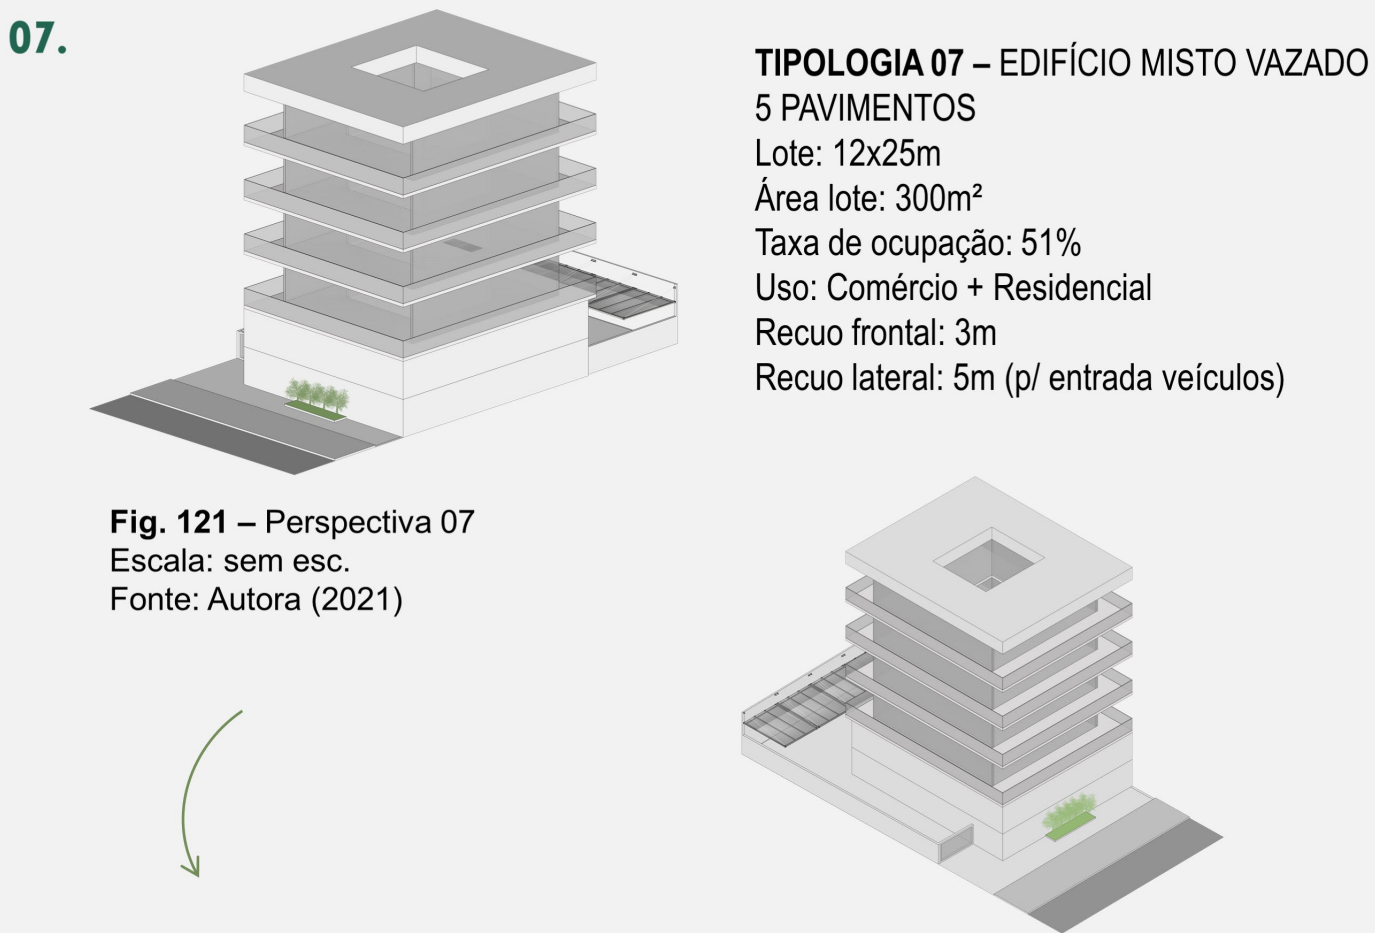 07.
TIPOLOGIA 07 – EDIFÍCIO MISTO VAZADO
5 PAVIMENTOS
Lote: 12x25m
Área lote: 300m²
Taxa de ocupação: 51%
Uso: Comércio + Residencial
Recuo frontal: 3m
Recuo lateral: 5m (p/ entrada veículos)
Fig. 121 – Perspectiva 07
Escala: sem esc.
Fonte: Autora (2021)